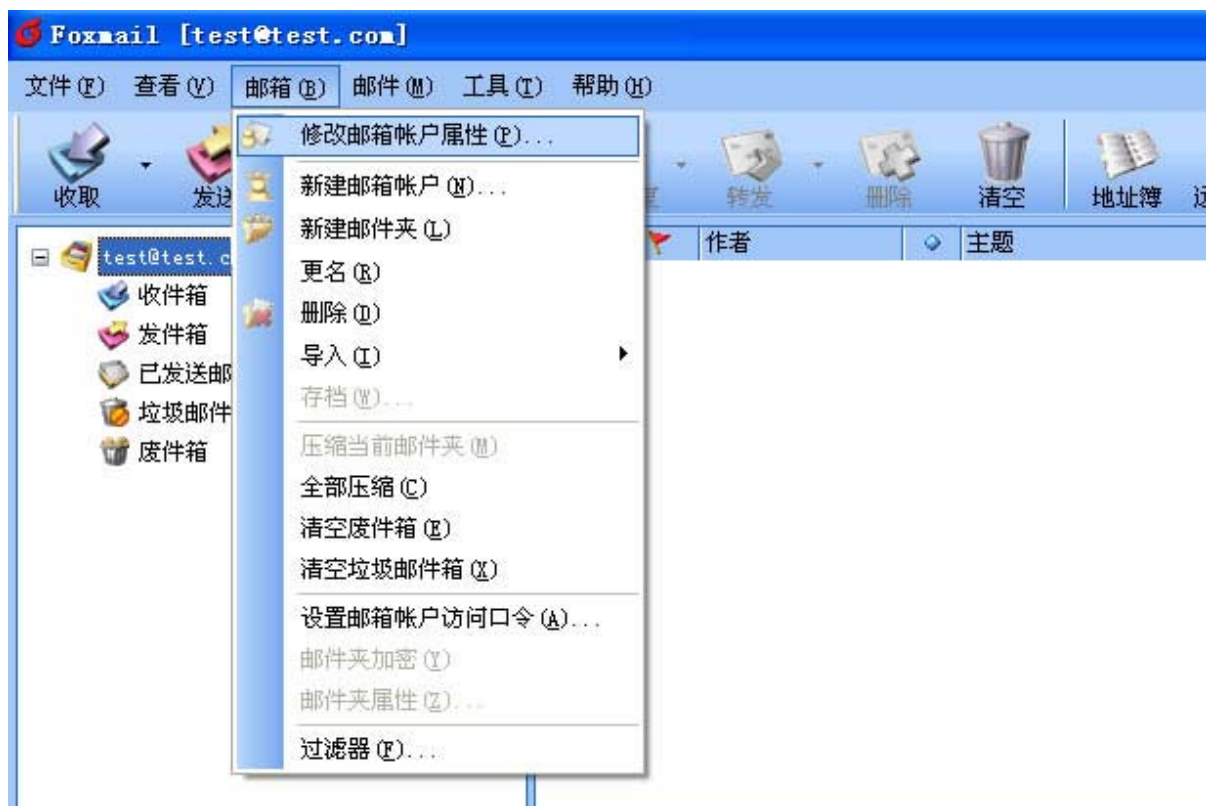 Foxmail [test@test.com]
文件(F) 查看(V) 邮箱(B) 邮件(M) 工具(T) 帮助(H)
修改邮箱帐户属性(P)...
收取 发送 转发 删除 清空 地址簿
新建邮箱帐户(N)...
新建邮件夹(L)
作者 主题
test@test.c
更名(R)
收件箱
删除(D)
发件箱
导入(I)
已发送邮
存档(W)...
垃圾邮件
压缩当前邮件夹(M)
废件箱
全部压缩(C)
清空废件箱(E)
清空垃圾邮件箱(X)
设置邮箱帐户访问口令(A)...
邮件夹加密(Y)
邮件夹属性(Z)...
过滤器(F)...